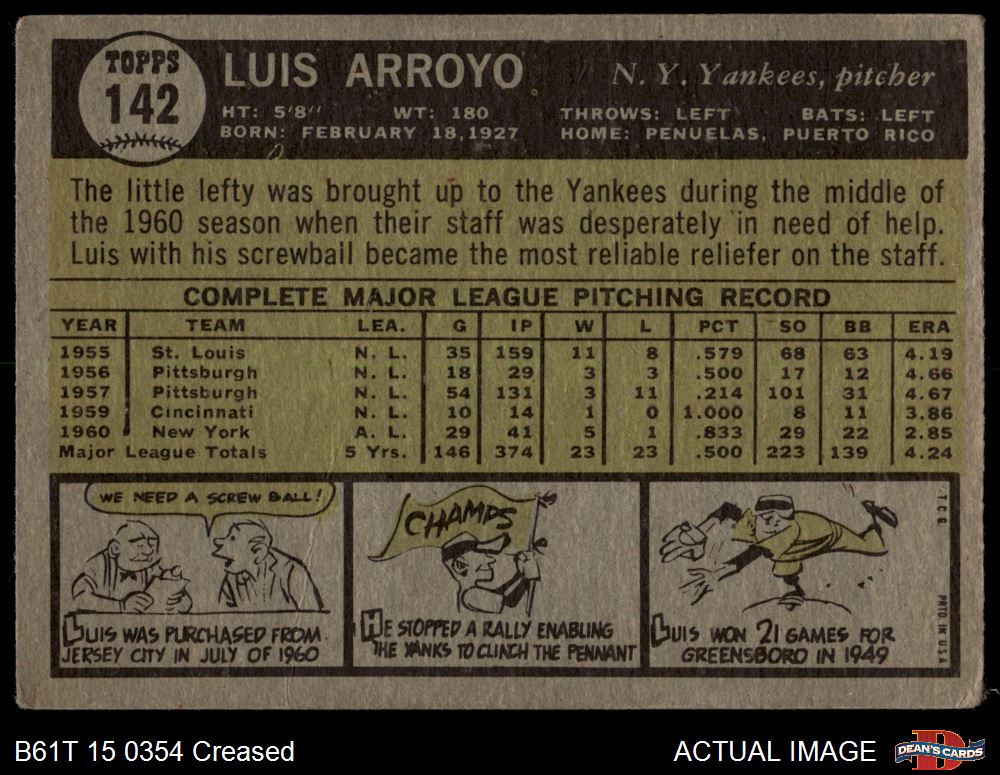 TOPPS
142
LUIS ARROYO
N. Y. Yankees, pitcher
HT: 5'8" WT: 180 THROWS: LEFT BATS: LEFT
BORN: FEBRUARY 18, 1927 HOME: PENUELAS, PUERTO RICO
The little lefty was brought up to the Yankees during the middle of
the 1960 season when their staff was desperately in need of help.
Luis with his screwball became the most reliable reliefer on the staff.
COMPLETE MAJOR LEAGUE PITCHING RECORD
YEAR TEAM LEA. G IP W L PCT SO BB ERA
1955 St. Louis N. L. 35 159 11 8 .579 68 63 4.19
1956 Pittsburgh N. L. 18 29 3 3 .500 17 12 4.66
1957 Pittsburgh N. L. 54 131 3 11 .214 101 31 4.67
1959 Cincinnati N. L. 10 14 1 0 1.000 8 11 3.86
1960 New York A. L. 29 41 5 1 .833 29 22 2.85
Major League Totals 5 Yrs. 146 374 23 23 .500 223 139 4.24
WE NEED A SCREW BALL!
LUIS WAS PURCHASED FROM
JERSEY CITY IN JULY OF 1960
CHAMPS
HE STOPPED A RALLY ENABLING
THE YANKS TO CLINCH THE PENNANT
LUIS WON 21 GAMES FOR
GREENSBORO IN 1949
T.C.G.
PRTD. IN U.S.A.
B61T 15 0354 Creased
ACTUAL IMAGE
D
DEAN'S CARDS